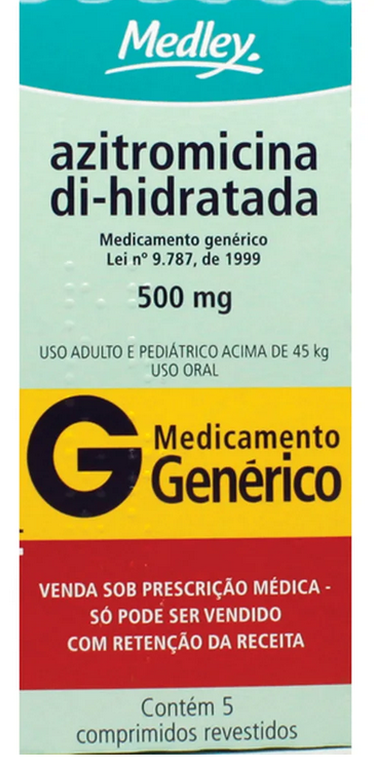 Medley.
azitromicina
di-hidratada
Medicamento genérico
Lei nº 9.787, de 1999
500 mg
USO ADULTO E PEDIÁTRICO ACIMA DE 45 kg
USO ORAL
G Medicamento
Genérico
VENDA SOB PRESCRIÇÃO MÉDICA -
SÓ PODE SER VENDIDO
COM RETENÇÃO DA RECEITA
Contém 5
comprimidos revestidos